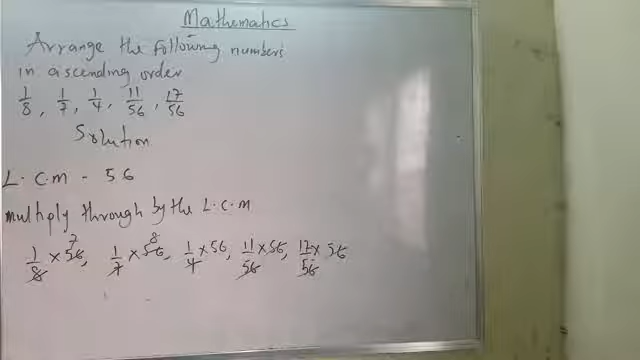 Mathematics
Arrange the following numbers
in ascending order
1/8, 1/7, 1/4, 11/56, 17/56
Solution
L.C.M - 56
multiply through by the L.C.M
1/8 × 56 7, 1/7 × 56 8, 1/4 × 56, 11/56 × 56, 17/56 × 56